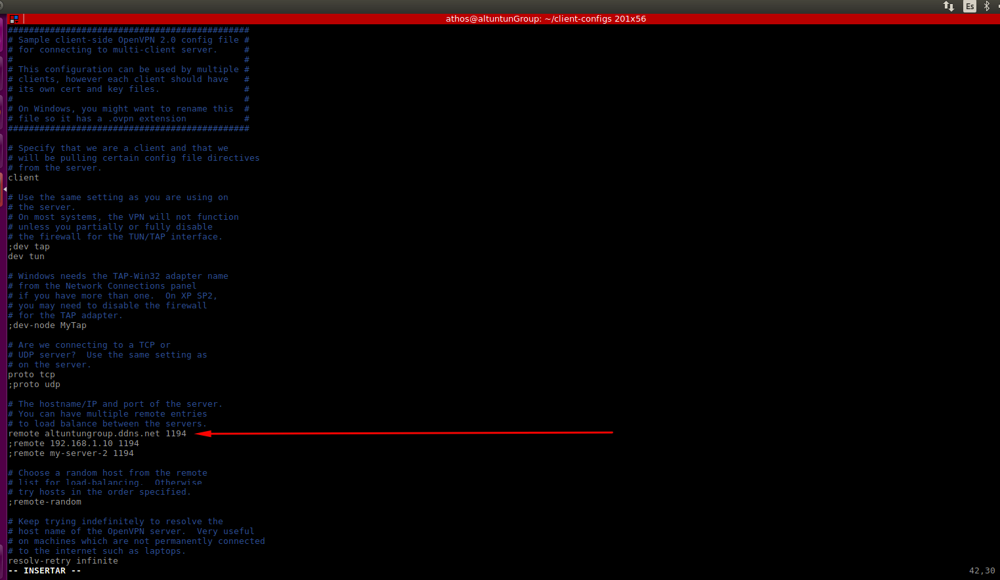 Es
athos@altuntunGroup: ~/client-configs 201x56
##############################################
# Sample client-side OpenVPN 2.0 config file #
# for connecting to multi-client server.     #
#                                            #
# This configuration can be used by multiple #
# clients, however each client should have   #
# its own cert and key files.                #
#                                            #
# On Windows, you might want to rename this  #
# file so it has a .ovpn extension           #
##############################################
# Specify that we are a client and that we
# will be pulling certain config file directives
# from the server.
client
# Use the same setting as you are using on
# the server.
# On most systems, the VPN will not function
# unless you partially or fully disable
# the firewall for the TUN/TAP interface.
;dev tap
dev tun
# Windows needs the TAP-Win32 adapter name
# from the Network Connections panel
# if you have more than one.  On XP SP2,
# you may need to disable the firewall
# for the TAP adapter.
;dev-node MyTap
# Are we connecting to a TCP or
# UDP server?  Use the same setting as
# on the server.
proto tcp
;proto udp
# The hostname/IP and port of the server.
# You can have multiple remote entries
# to load balance between the servers.
remote altuntungroup.ddns.net 1194
;remote 192.168.1.10 1194
;remote my-server-2 1194
# Choose a random host from the remote
# list for load-balancing.  Otherwise
# try hosts in the order specified.
;remote-random
# Keep trying indefinitely to resolve the
# host name of the OpenVPN server.  Very useful
# on machines which are not permanently connected
# to the internet such as laptops.
resolv-retry infinite
-- INSERTAR --
42,30